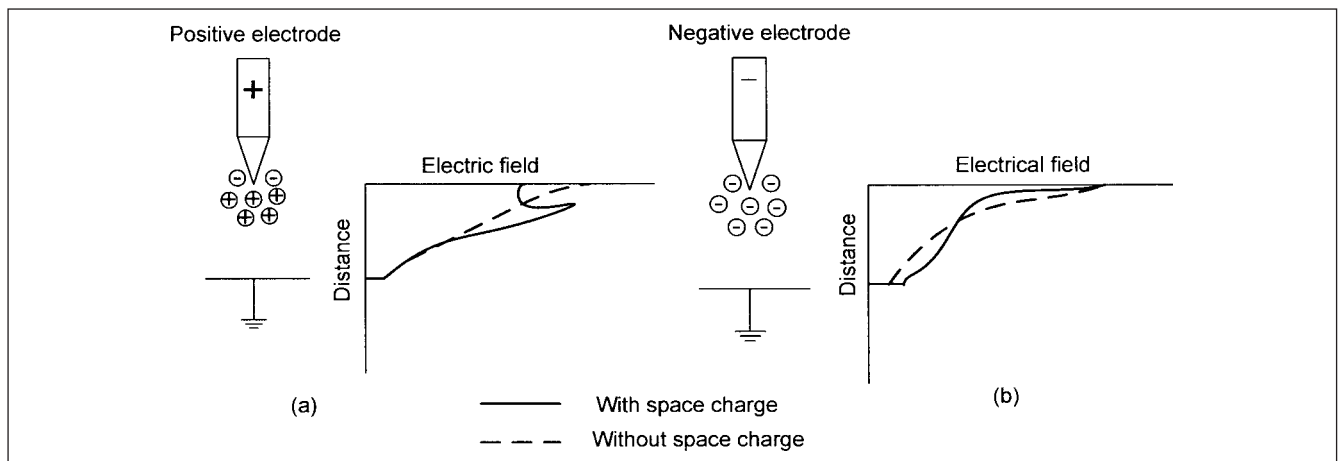 Positive electrode
+
Electric field
Distance
(a)
Negative electrode
−
Electrical field
Distance
(b)
With space charge
Without space charge